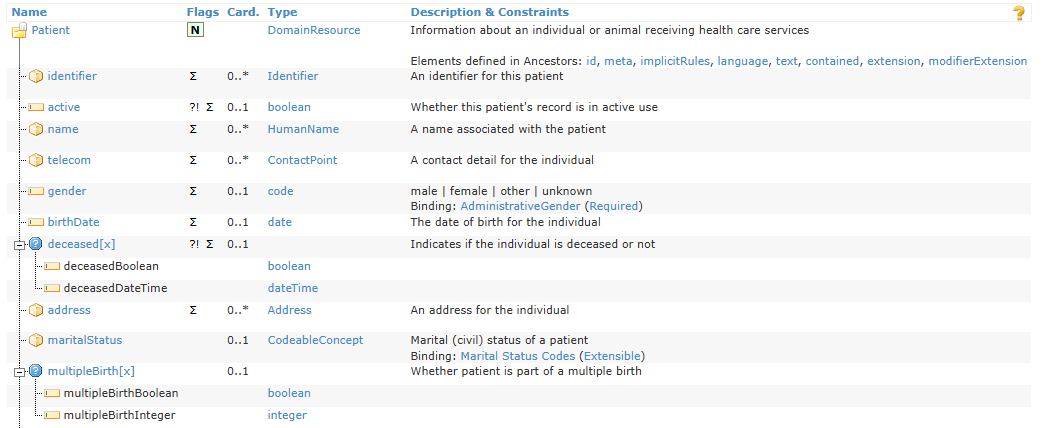 Name Flags Card. Type Description & Constraints ?
Patient N DomainResource Information about an individual or animal receiving health care services
Elements defined in Ancestors: id, meta, implicitRules, language, text, contained, extension, modifierExtension
identifier Σ 0..* Identifier An identifier for this patient
active ?! Σ 0..1 boolean Whether this patient's record is in active use
name Σ 0..* HumanName A name associated with the patient
telecom Σ 0..* ContactPoint A contact detail for the individual
gender Σ 0..1 code male | female | other | unknown
Binding: AdministrativeGender (Required)
birthDate Σ 0..1 date The date of birth for the individual
deceased[x] ?! Σ 0..1 Indicates if the individual is deceased or not
deceasedBoolean boolean
deceasedDateTime dateTime
address Σ 0..* Address An address for the individual
maritalStatus 0..1 CodeableConcept Marital (civil) status of a patient
Binding: Marital Status Codes (Extensible)
multipleBirth[x] 0..1 Whether patient is part of a multiple birth
multipleBirthBoolean boolean
multipleBirthInteger integer